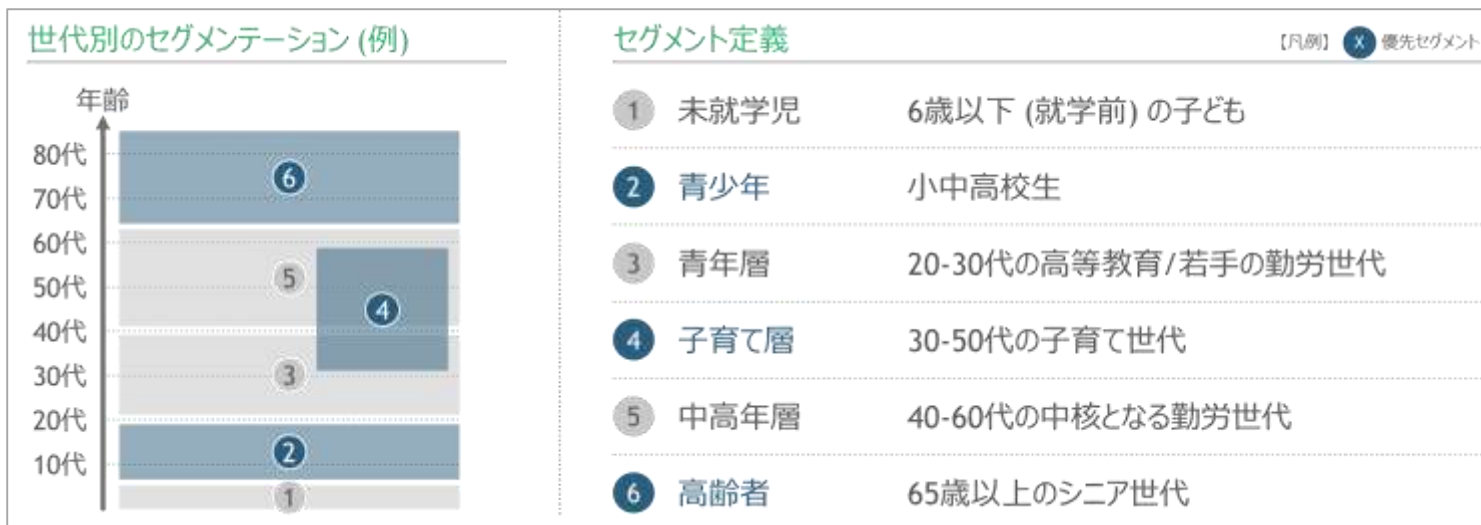 世代別のセグメンテーション (例)
年齢
80代
70代
60代
50代
40代
30代
20代
10代
6
5
4
3
2
1
セグメント定義
【凡例】 X 優先セグメント
1 未就学児 6歳以下 (就学前) の子ども
2 青少年 小中高校生
3 青年層 20-30代の高等教育/若手の勤労世代
4 子育て層 30-50代の子育て世代
5 中高年層 40-60代の中核となる勤労世代
6 高齢者 65歳以上のシニア世代